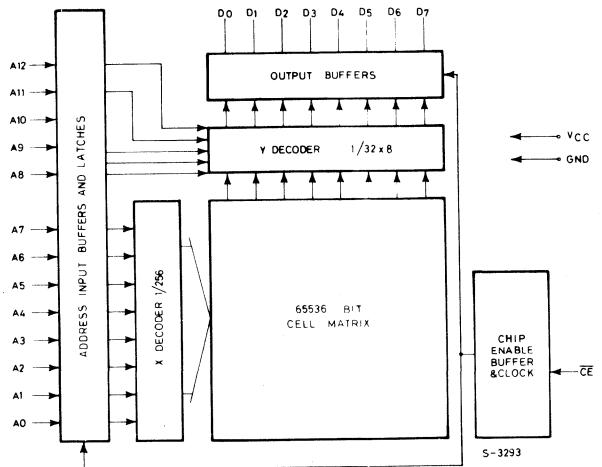 D0 D1 D2 D3 D4 D5 D6 D7
OUTPUT BUFFERS
A12
A11
A10
A9
A8
Y DECODER 1/32 x 8
VCC
GND
ADDRESS INPUT BUFFERS AND LATCHES
A7
A6
A5
A4
A3
A2
A1
A0
X DECODER 1/256
65536 BIT
CELL MATRIX
CHIP
ENABLE
BUFFER
&CLOCK
C̅E̅
S-3293